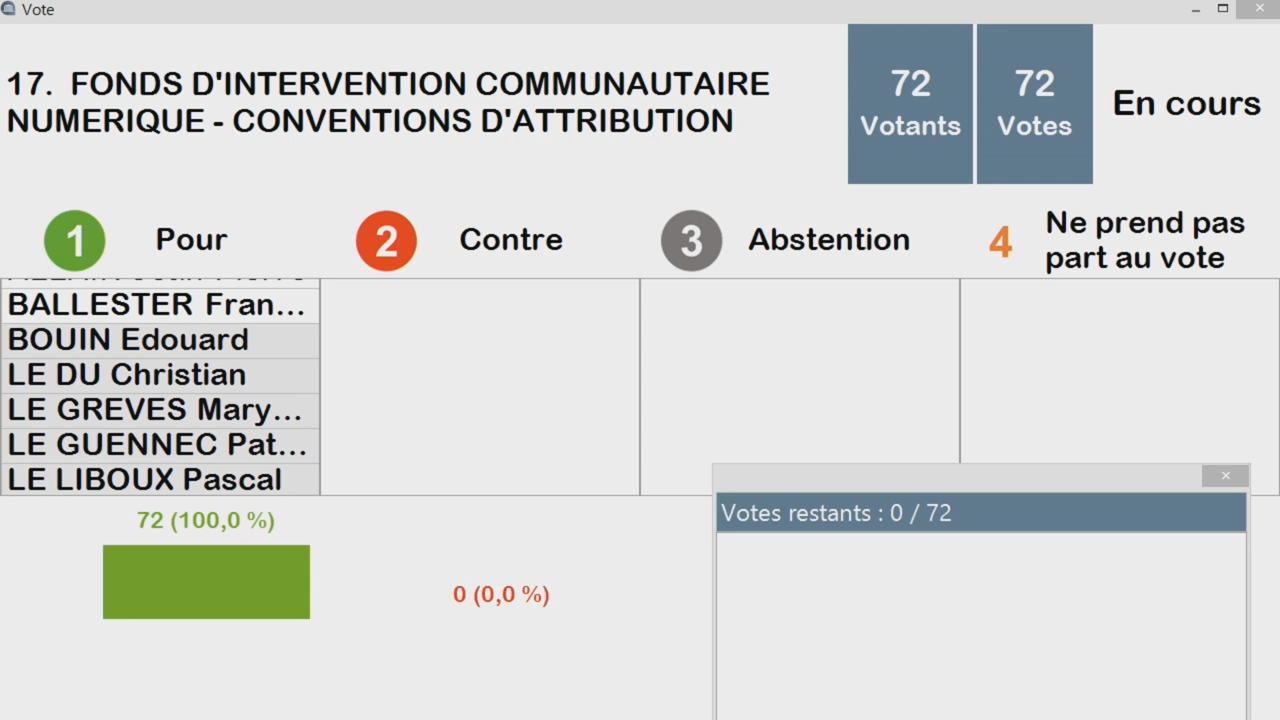 Vote
17. FONDS D'INTERVENTION COMMUNAUTAIRE
NUMERIQUE - CONVENTIONS D'ATTRIBUTION
72
Votants
72
Votes
En cours
1 Pour
2 Contre
3 Abstention
4 Ne prend pas
part au vote
BALLESTER Fran...
BOUIN Edouard
LE DU Christian
LE GREVES Mary...
LE GUENNEC Pat...
LE LIBOUX Pascal
72 (100,0 %)
0 (0,0 %)
Votes restants : 0 / 72